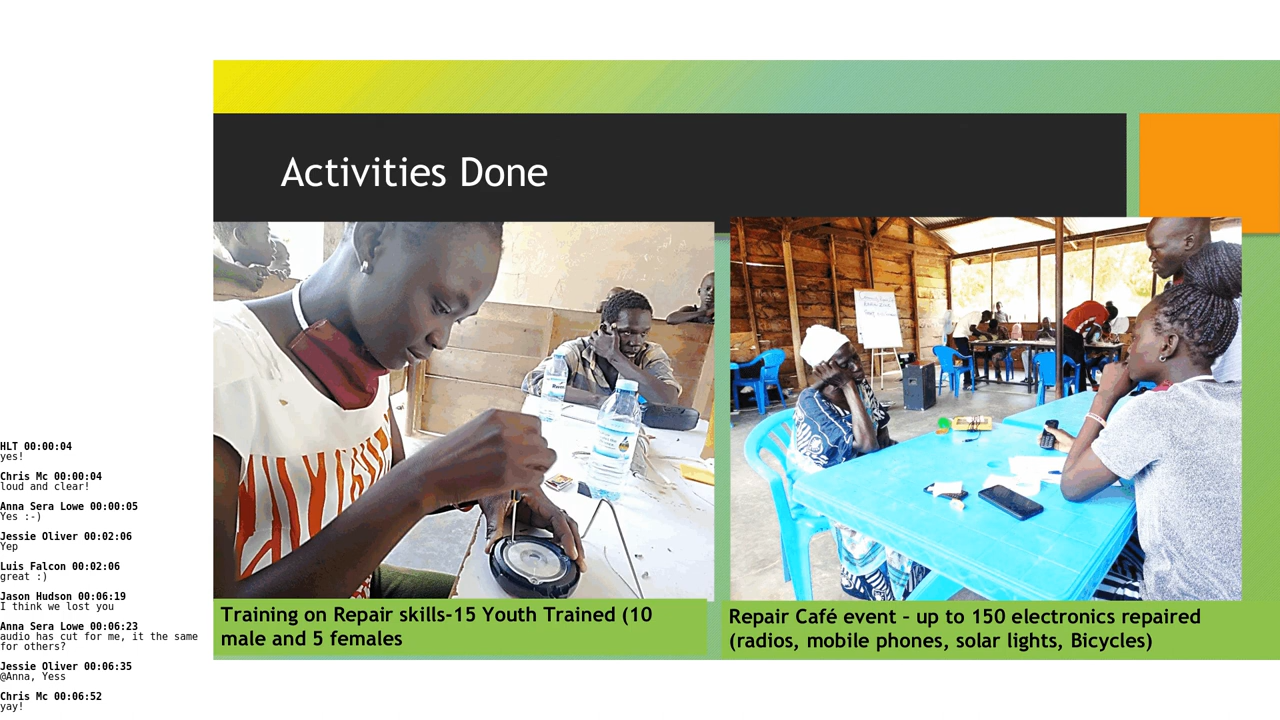 Activities Done
Training on Repair skills-15 Youth Trained (10
male and 5 females
Repair Café event – up to 150 electronics repaired
(radios, mobile phones, solar lights, Bicycles)
HLT 00:00:04
yes!
Chris Mc 00:00:04
loud and clear!
Anna Sera Lowe 00:00:05
Yes :-)
Jessie Oliver 00:02:06
Yep
Luis Falcon 00:02:06
great :)
Jason Hudson 00:06:19
I think we lost you
Anna Sera Lowe 00:06:23
audio has cut for me, it the same
for others?
Jessie Oliver 00:06:35
@Anna, Yess
Chris Mc 00:06:52
yay!